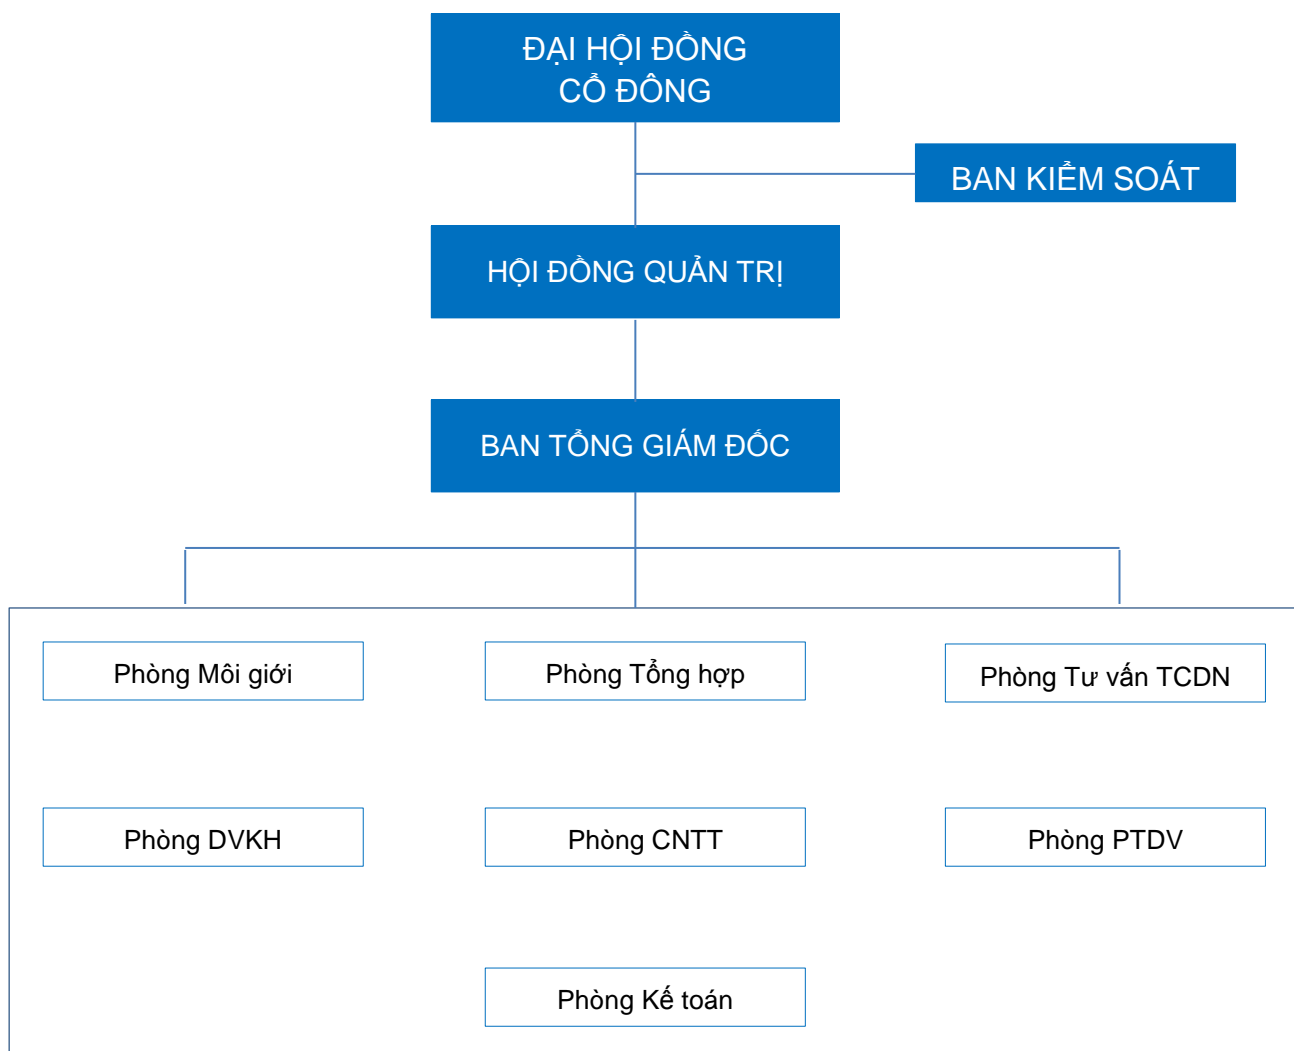 ĐẠI HỘI ĐỒNG
CỔ ĐÔNG
BAN KIỂM SOÁT
HỘI ĐỒNG QUẢN TRỊ
BAN TỔNG GIÁM ĐỐC
Phòng Môi giới
Phòng Tổng hợp
Phòng Tư vấn TCDN
Phòng DVKH
Phòng CNTT
Phòng PTDV
Phòng Kế toán